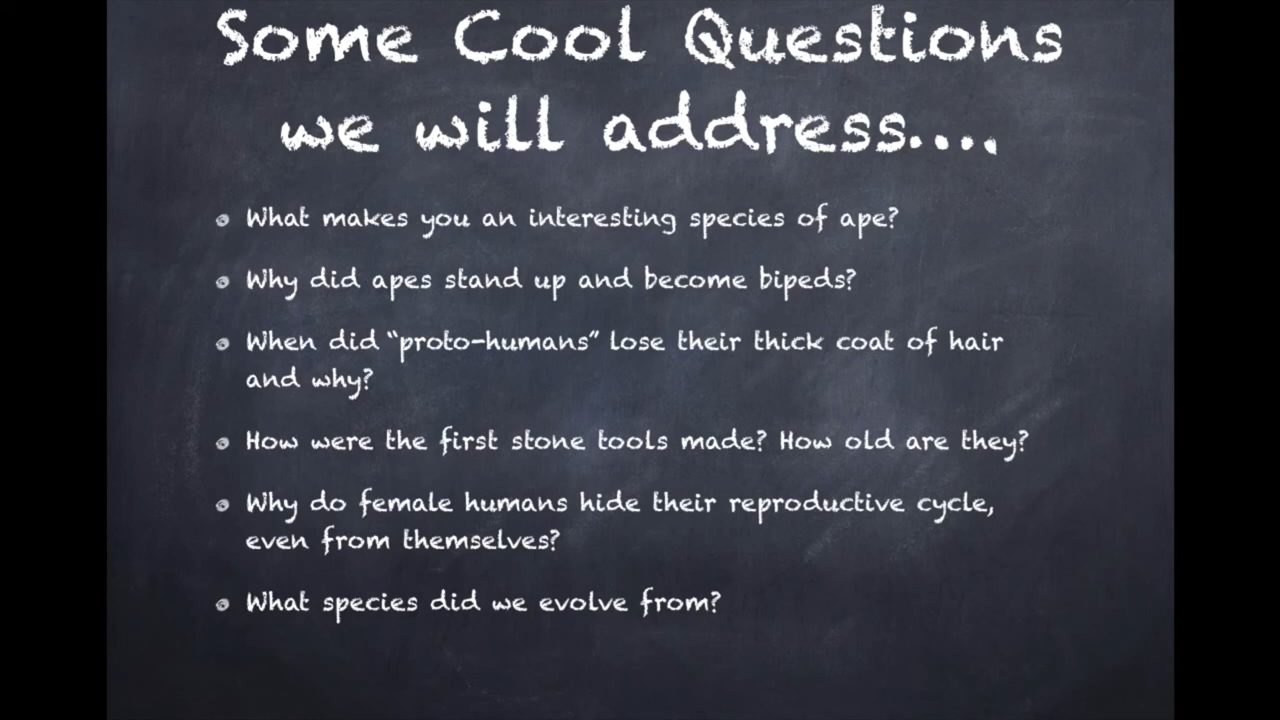 Some Cool Questions
we will address....
What makes you an interesting species of ape?
Why did apes stand up and become bipeds?
When did “proto-humans” lose their thick coat of hair
and why?
How were the first stone tools made? How old are they?
Why do female humans hide their reproductive cycle,
even from themselves?
What species did we evolve from?